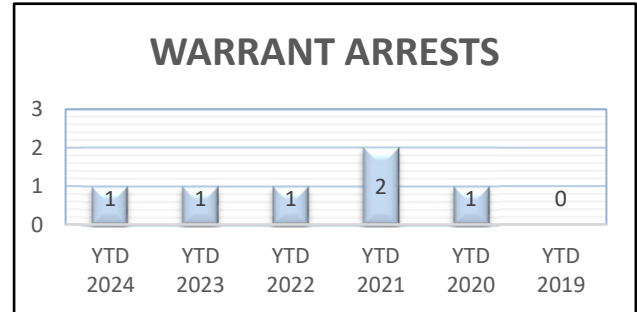 WARRANT ARRESTS
3
2
1
0
1 1 1 2 1 0
YTD YTD YTD YTD YTD YTD
2024 2023 2022 2021 2020 2019